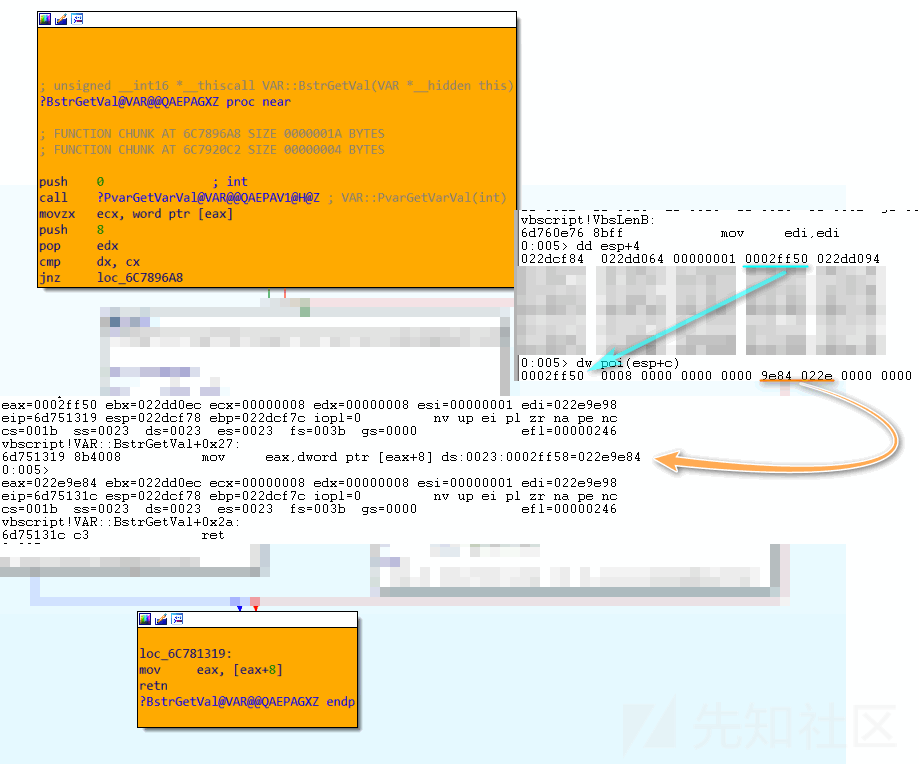 ; unsigned __int16 *__thiscall VAR::BstrGetVal(VAR *__hidden this)
?BstrGetVal@VAR@@QAEPAGXZ proc near
; FUNCTION CHUNK AT 6C7896A8 SIZE 0000001A BYTES
; FUNCTION CHUNK AT 6C7920C2 SIZE 00000004 BYTES
push 0 ; int
call ?PvarGetVarVal@VAR@@QAEPAV1@H@Z ; VAR::PvarGetVarVal(int)
movzx ecx, word ptr [eax]
push 8
pop edx
cmp dx, cx
jnz loc_6C7896A8
vbscript!VbsLenB:
6d760e76 8bff mov edi,edi
0:005> dd esp+4
022dcf84 022dd064 00000001 0002ff50 022dd094
0:005> dw poi(esp+c)
0002ff50 0008 0000 0000 0000 9e84 022e 0000 0000
eax=0002ff50 ebx=022dd0ec ecx=00000008 edx=00000008 esi=00000001 edi=022e9e98
eip=6d751319 esp=022dcf78 ebp=022dcf7c iopl=0 nv up ei pl zr na pe nc
cs=001b ss=0023 ds=0023 es=0023 fs=003b gs=0000 efl=00000246
vbscript!VAR::BstrGetVal+0x27:
6d751319 8b4008 mov eax,dword ptr [eax+8] ds:0023:0002ff58=022e9e84
0:005>
eax=022e9e84 ebx=022dd0ec ecx=00000008 edx=00000008 esi=00000001 edi=022e9e98
eip=6d75131c esp=022dcf78 ebp=022dcf7c iopl=0 nv up ei pl zr na pe nc
cs=001b ss=0023 ds=0023 es=0023 fs=003b gs=0000 efl=00000246
vbscript!VAR::BstrGetVal+0x2a:
6d75131c c3 ret
loc_6C781319:
mov eax, [eax+8]
retn
?BstrGetVal@VAR@@QAEPAGXZ endp
先知社区